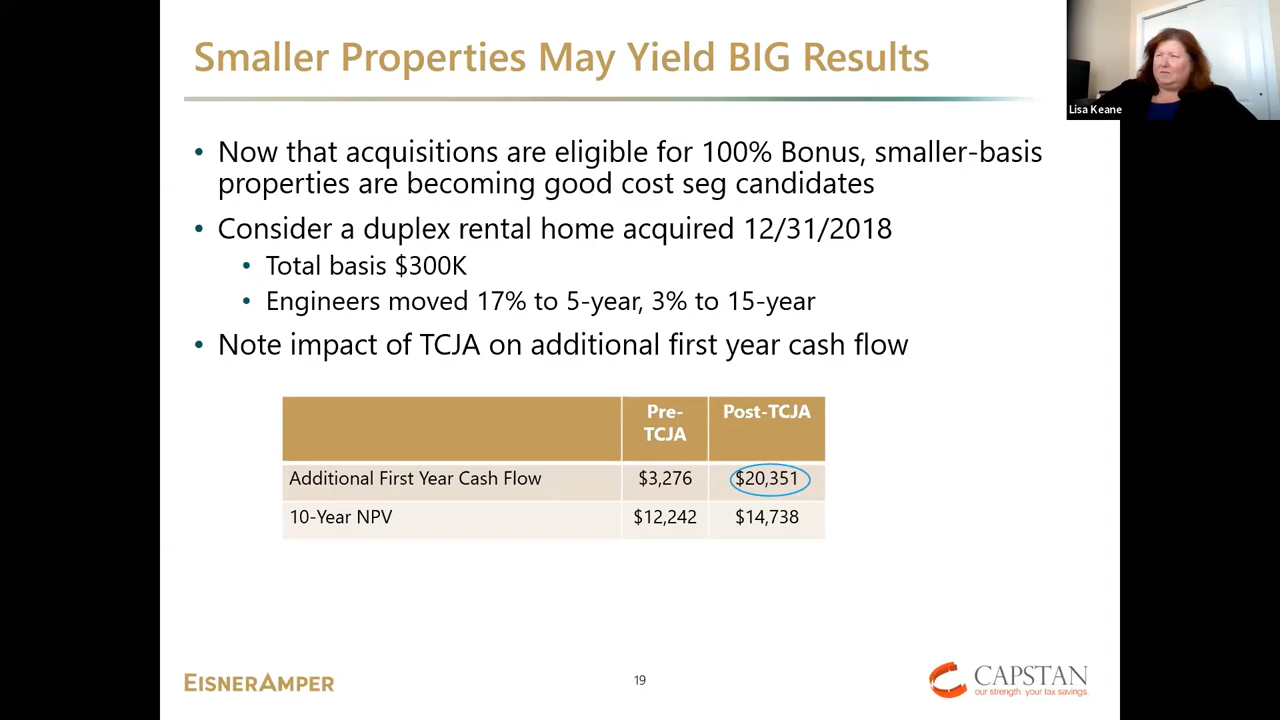 Smaller Properties May Yield BIG Results
Lisa Keane
• Now that acquisitions are eligible for 100% Bonus, smaller-basis
properties are becoming good cost seg candidates
• Consider a duplex rental home acquired 12/31/2018
• Total basis $300K
• Engineers moved 17% to 5-year, 3% to 15-year
• Note impact of TCJA on additional first year cash flow
Pre-
TCJA
Post-TCJA
Additional First Year Cash Flow $3,276 $20,351
10-Year NPV $12,242 $14,738
EISNERAMPER
19
CAPSTAN
our strength. your tax savings.